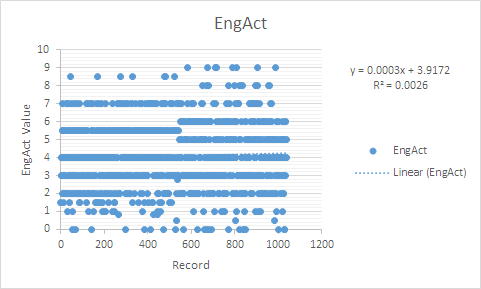 EngAct
10
9
8
7
6
5
4
3
2
1
0
EngAct Value
0 200 400 600 800 1000 1200
Record
y = 0.0003x + 3.9172
R² = 0.0026
EngAct
Linear (EngAct)